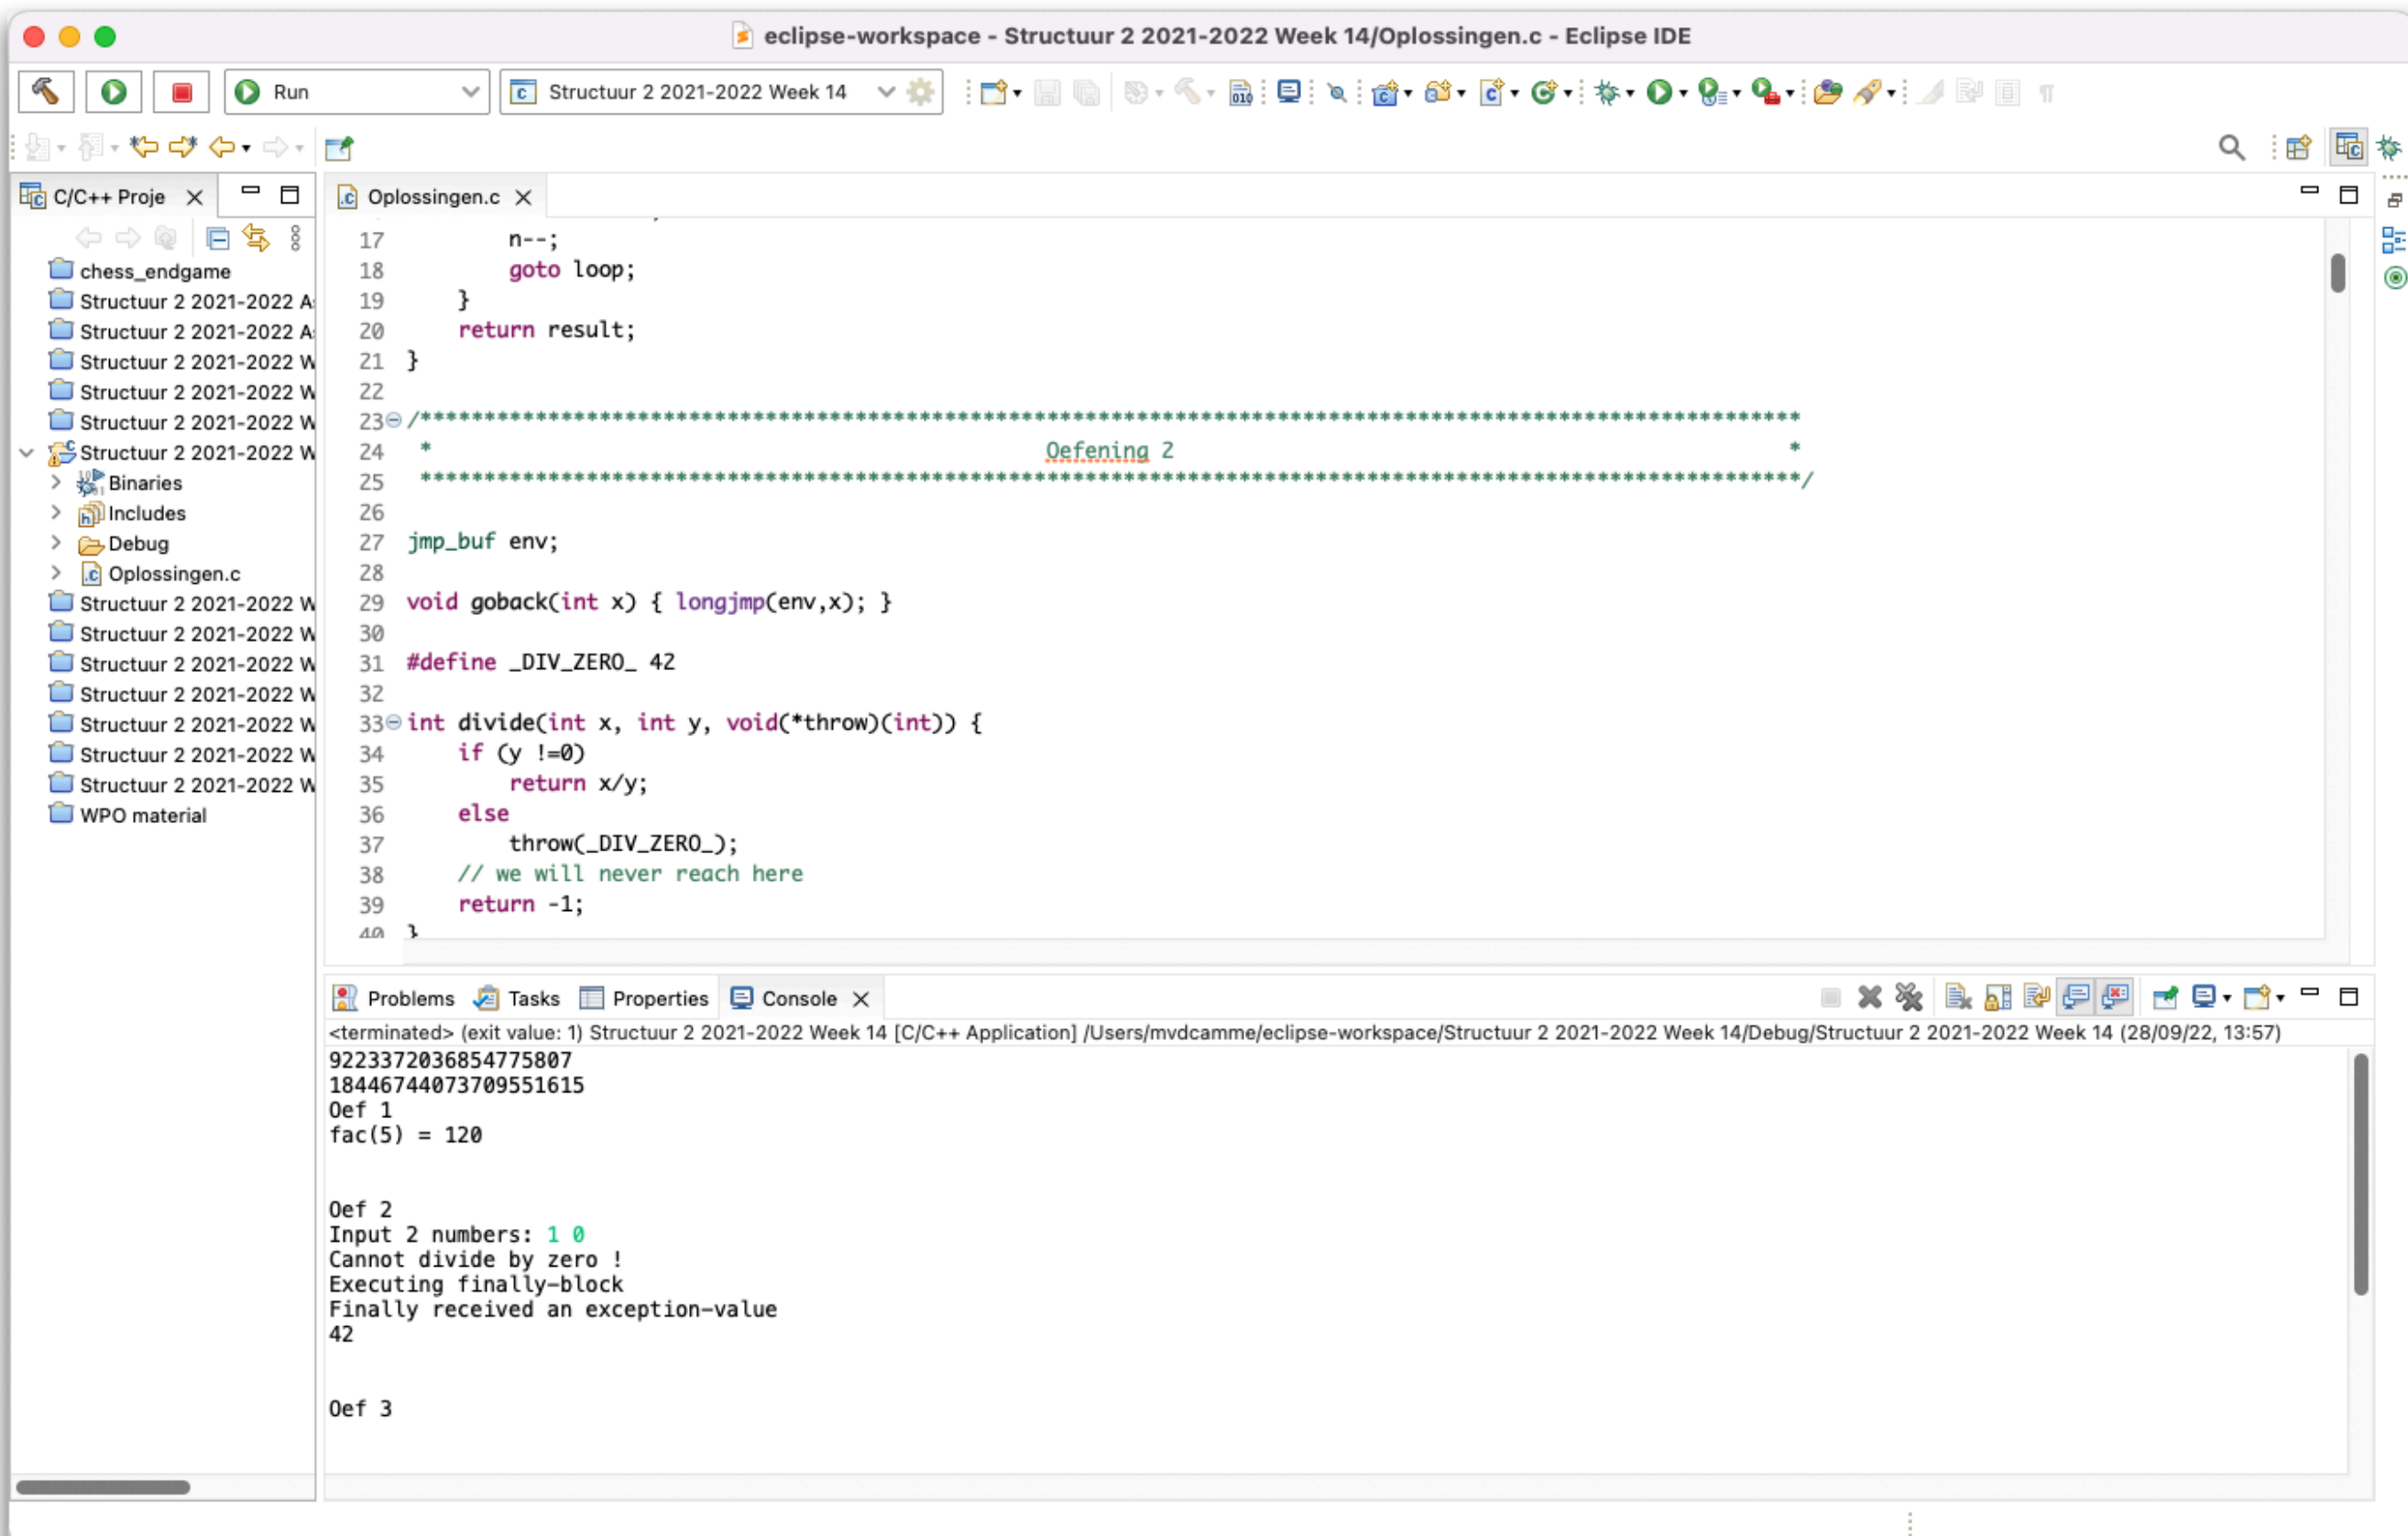 eclipse-workspace - Structuur 2 2021-2022 Week 14/Oplossingen.c - Eclipse IDE
Run
Structuur 2 2021-2022 Week 14
C/C++ Proje
chess_endgame
Structuur 2 2021-2022 A
Structuur 2 2021-2022 A
Structuur 2 2021-2022 W
Structuur 2 2021-2022 W
Structuur 2 2021-2022 W
Structuur 2 2021-2022 W
Binaries
Includes
Debug
Oplossingen.c
Structuur 2 2021-2022 W
Structuur 2 2021-2022 W
Structuur 2 2021-2022 W
Structuur 2 2021-2022 W
Structuur 2 2021-2022 W
Structuur 2 2021-2022 W
Structuur 2 2021-2022 W
WPO material
Oplossingen.c
17 n--;
18 goto loop;
19 }
20 return result;
21 }
22
23 /************************************************************************************************************
24 * Oefening 2 *
25 ************************************************************************************************************/
26
27 jmp_buf env;
28
29 void goback(int x) { longjmp(env,x); }
30
31 #define _DIV_ZERO_ 42
32
33 int divide(int x, int y, void(*throw)(int)) {
34 if (y !=0)
35 return x/y;
36 else
37 throw(_DIV_ZERO_);
38 // we will never reach here
39 return -1;
40 }
Problems Tasks Properties Console
<terminated> (exit value: 1) Structuur 2 2021-2022 Week 14 [C/C++ Application] /Users/mvdcamme/eclipse-workspace/Structuur 2 2021-2022 Week 14/Debug/Structuur 2 2021-2022 Week 14 (28/09/22, 13:57)
9223372036854775807
18446744073709551615
Oef 1
fac(5) = 120
Oef 2
Input 2 numbers: 1 0
Cannot divide by zero !
Executing finally-block
Finally received an exception-value
42
Oef 3